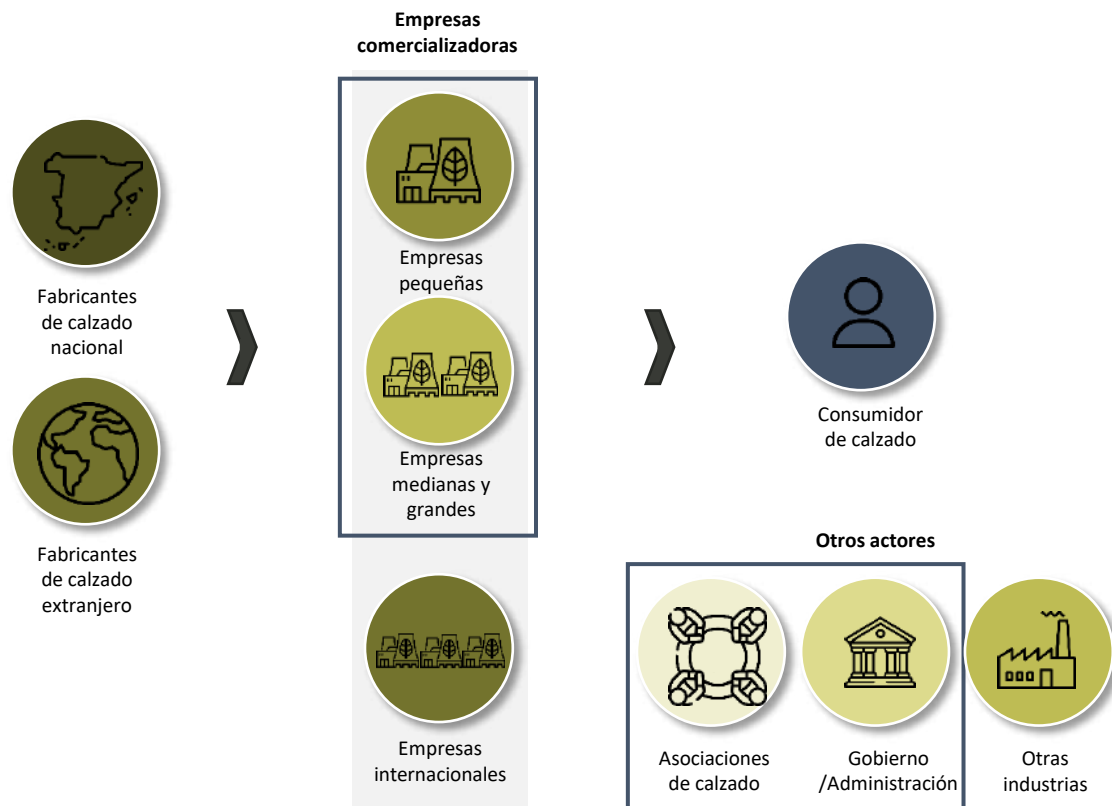 Empresas
comercializadoras
Fabricantes
de calzado
nacional
Fabricantes
de calzado
extranjero
Empresas
pequeñas
Empresas
medianas y
grandes
Empresas
internacionales
Consumidor
de calzado
Otros actores
Asociaciones
de calzado
Gobierno
/Administración
Otras
industrias